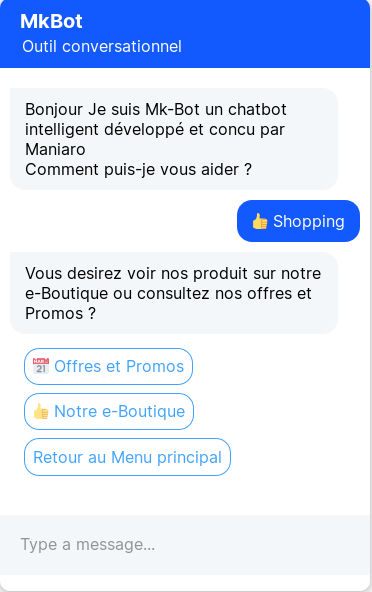 MkBot
Outil conversationnel
Bonjour Je suis Mk-Bot un chatbot
intelligent développé et concu par
Maniaro
Comment puis-je vous aider ?
👍 Shopping
Vous desirez voir nos produit sur notre
e-Boutique ou consultez nos offres et
Promos ?
📅 Offres et Promos
👍 Notre e-Boutique
Retour au Menu principal
Type a message...